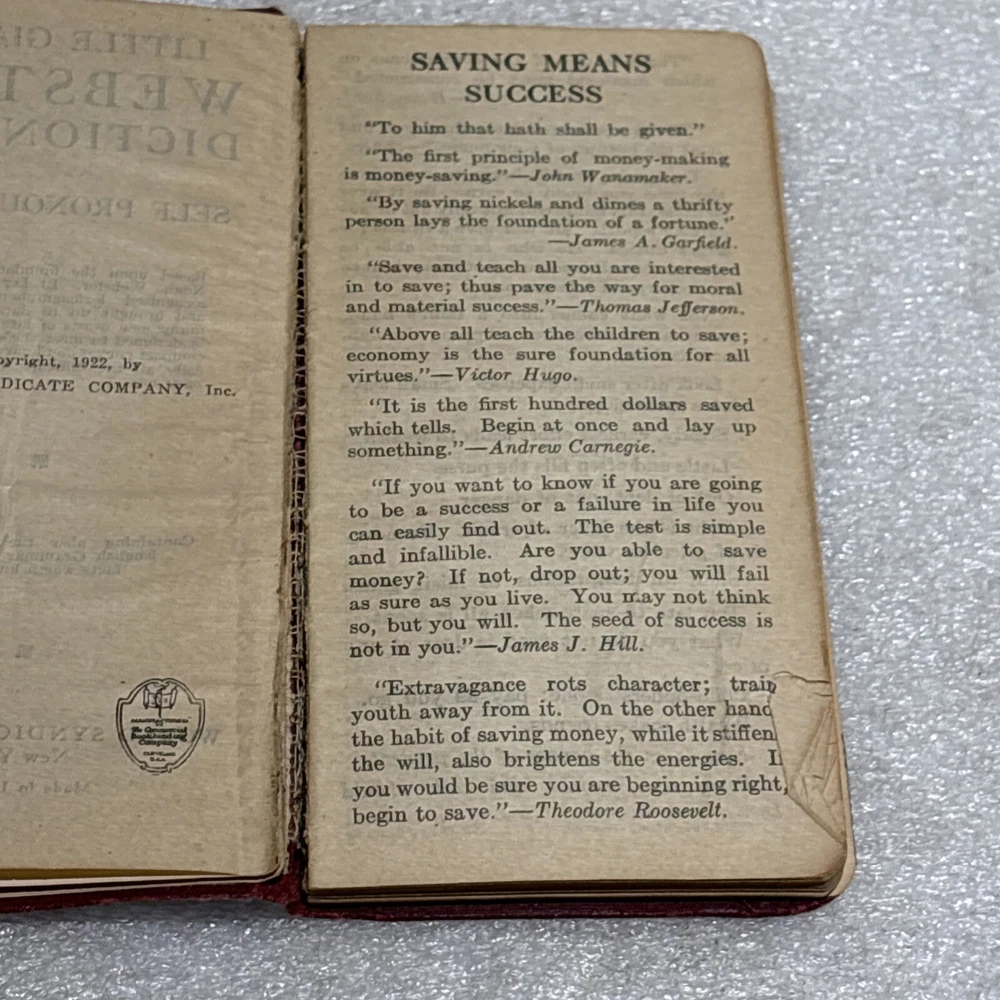 opyright, 1922, by
DICATE COMPANY, Inc.
MANUFACTURED
BY
The Commercial
Bookbinding
Company
CLEVELAND
U.S.A.
SAVING MEANS
SUCCESS
"To him that hath shall be given."
"The first principle of money-making
is money-saving."—John Wanamaker.
"By saving nickels and dimes a thrifty
person lays the foundation of a fortune."
—James A. Garfield.
"Save and teach all you are interested
in to save; thus pave the way for moral
and material success."—Thomas Jefferson.
"Above all teach the children to save;
economy is the sure foundation for all
virtues."—Victor Hugo.
"It is the first hundred dollars saved
which tells. Begin at once and lay up
something."—Andrew Carnegie.
"If you want to know if you are going
to be a success or a failure in life you
can easily find out. The test is simple
and infallible. Are you able to save
money? If not, drop out; you will fail
as sure as you live. You may not think
so, but you will. The seed of success is
not in you."—James J. Hill.
"Extravagance rots character; train
youth away from it. On the other hand
the habit of saving money, while it stiffen
the will, also brightens the energies. I
you would be sure you are beginning right,
begin to save."—Theodore Roosevelt.